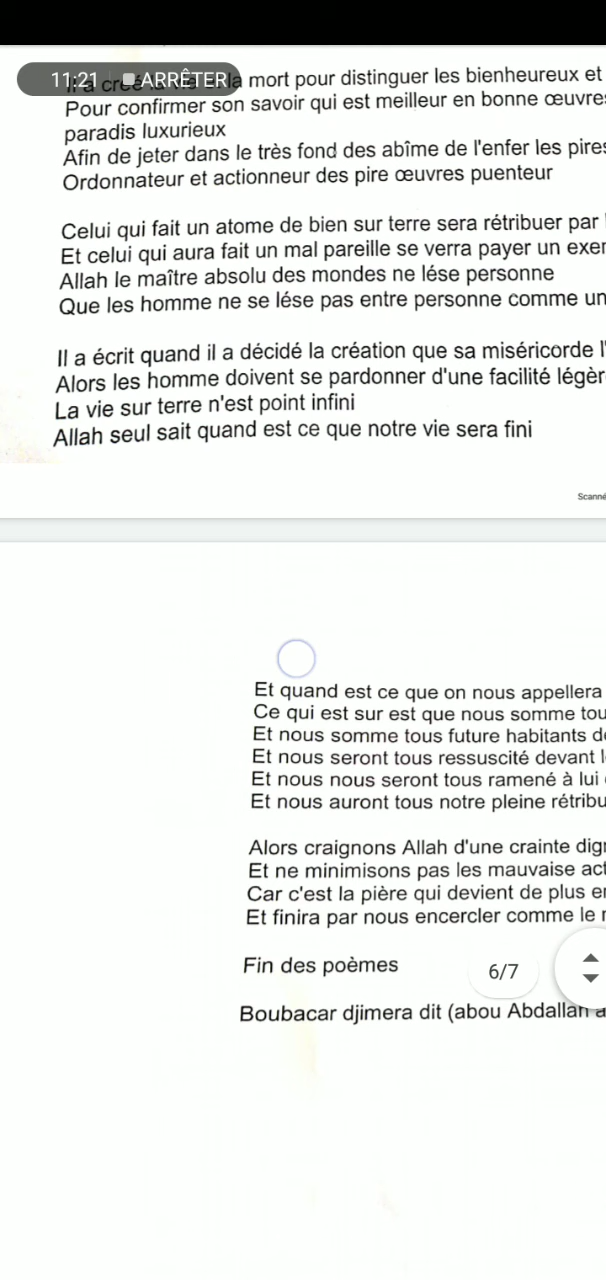 11:21 ARRÊTER
la mort pour distinguer les bienheureux et
Pour confirmer son savoir qui est meilleur en bonne œuvre
paradis luxurieux
Afin de jeter dans le très fond des abîme de l'enfer les pires
Ordonnateur et actionneur des pire œuvres puenteur
Celui qui fait un atome de bien sur terre sera rétribuer par
Et celui qui aura fait un mal pareille se verra payer un
Allah le maître absolu des mondes ne lése personne
Que les homme ne se lése pas entre personne comme un
Il a écrit quand il a décidé la création que sa miséricorde
Alors les homme doivent se pardonner d'une facilité
La vie sur terre n'est point infini
Allah seul sait quand est ce que notre vie sera fini
Et quand est ce que on nous appellera
Ce qui est sur est que nous somme
Et nous somme tous future habitants
Et nous seront tous ressuscité devant
Et nous nous seront tous ramené à lui
Et nous auront tous notre pleine
Alors craignons Allah d'une crainte
Et ne minimisons pas les mauvaise
Car c'est la pière qui devient de plus
Et finira par nous encercler comme le
Fin des poèmes
6/7
Boubacar djimera dit (abou Abdallah